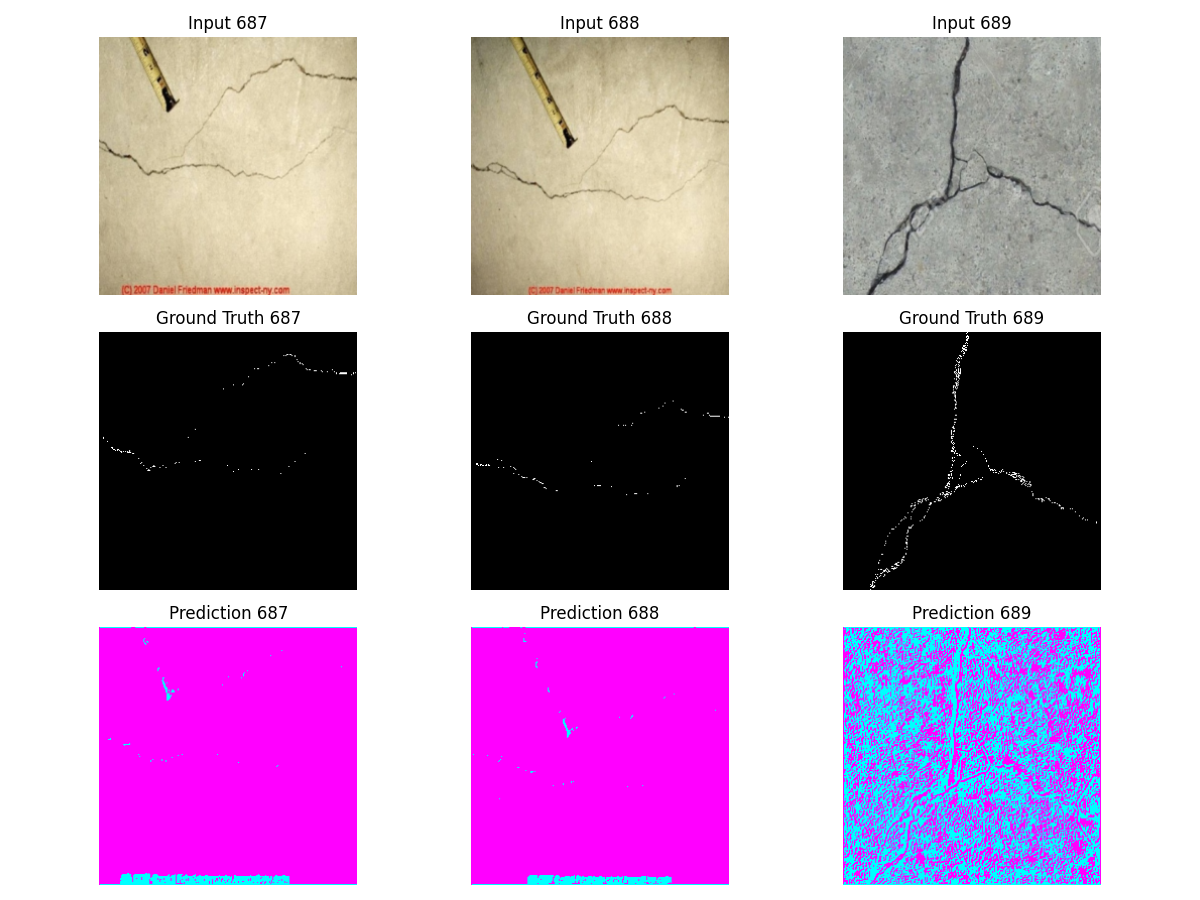 Input 687
Input 688
Input 689
(C) 2007 Daniel Friedman www.inspect-ny.com
(C) 2007 Daniel Friedman www.inspect-ny.com
Ground Truth 687
Ground Truth 688
Ground Truth 689
Prediction 687
Prediction 688
Prediction 689